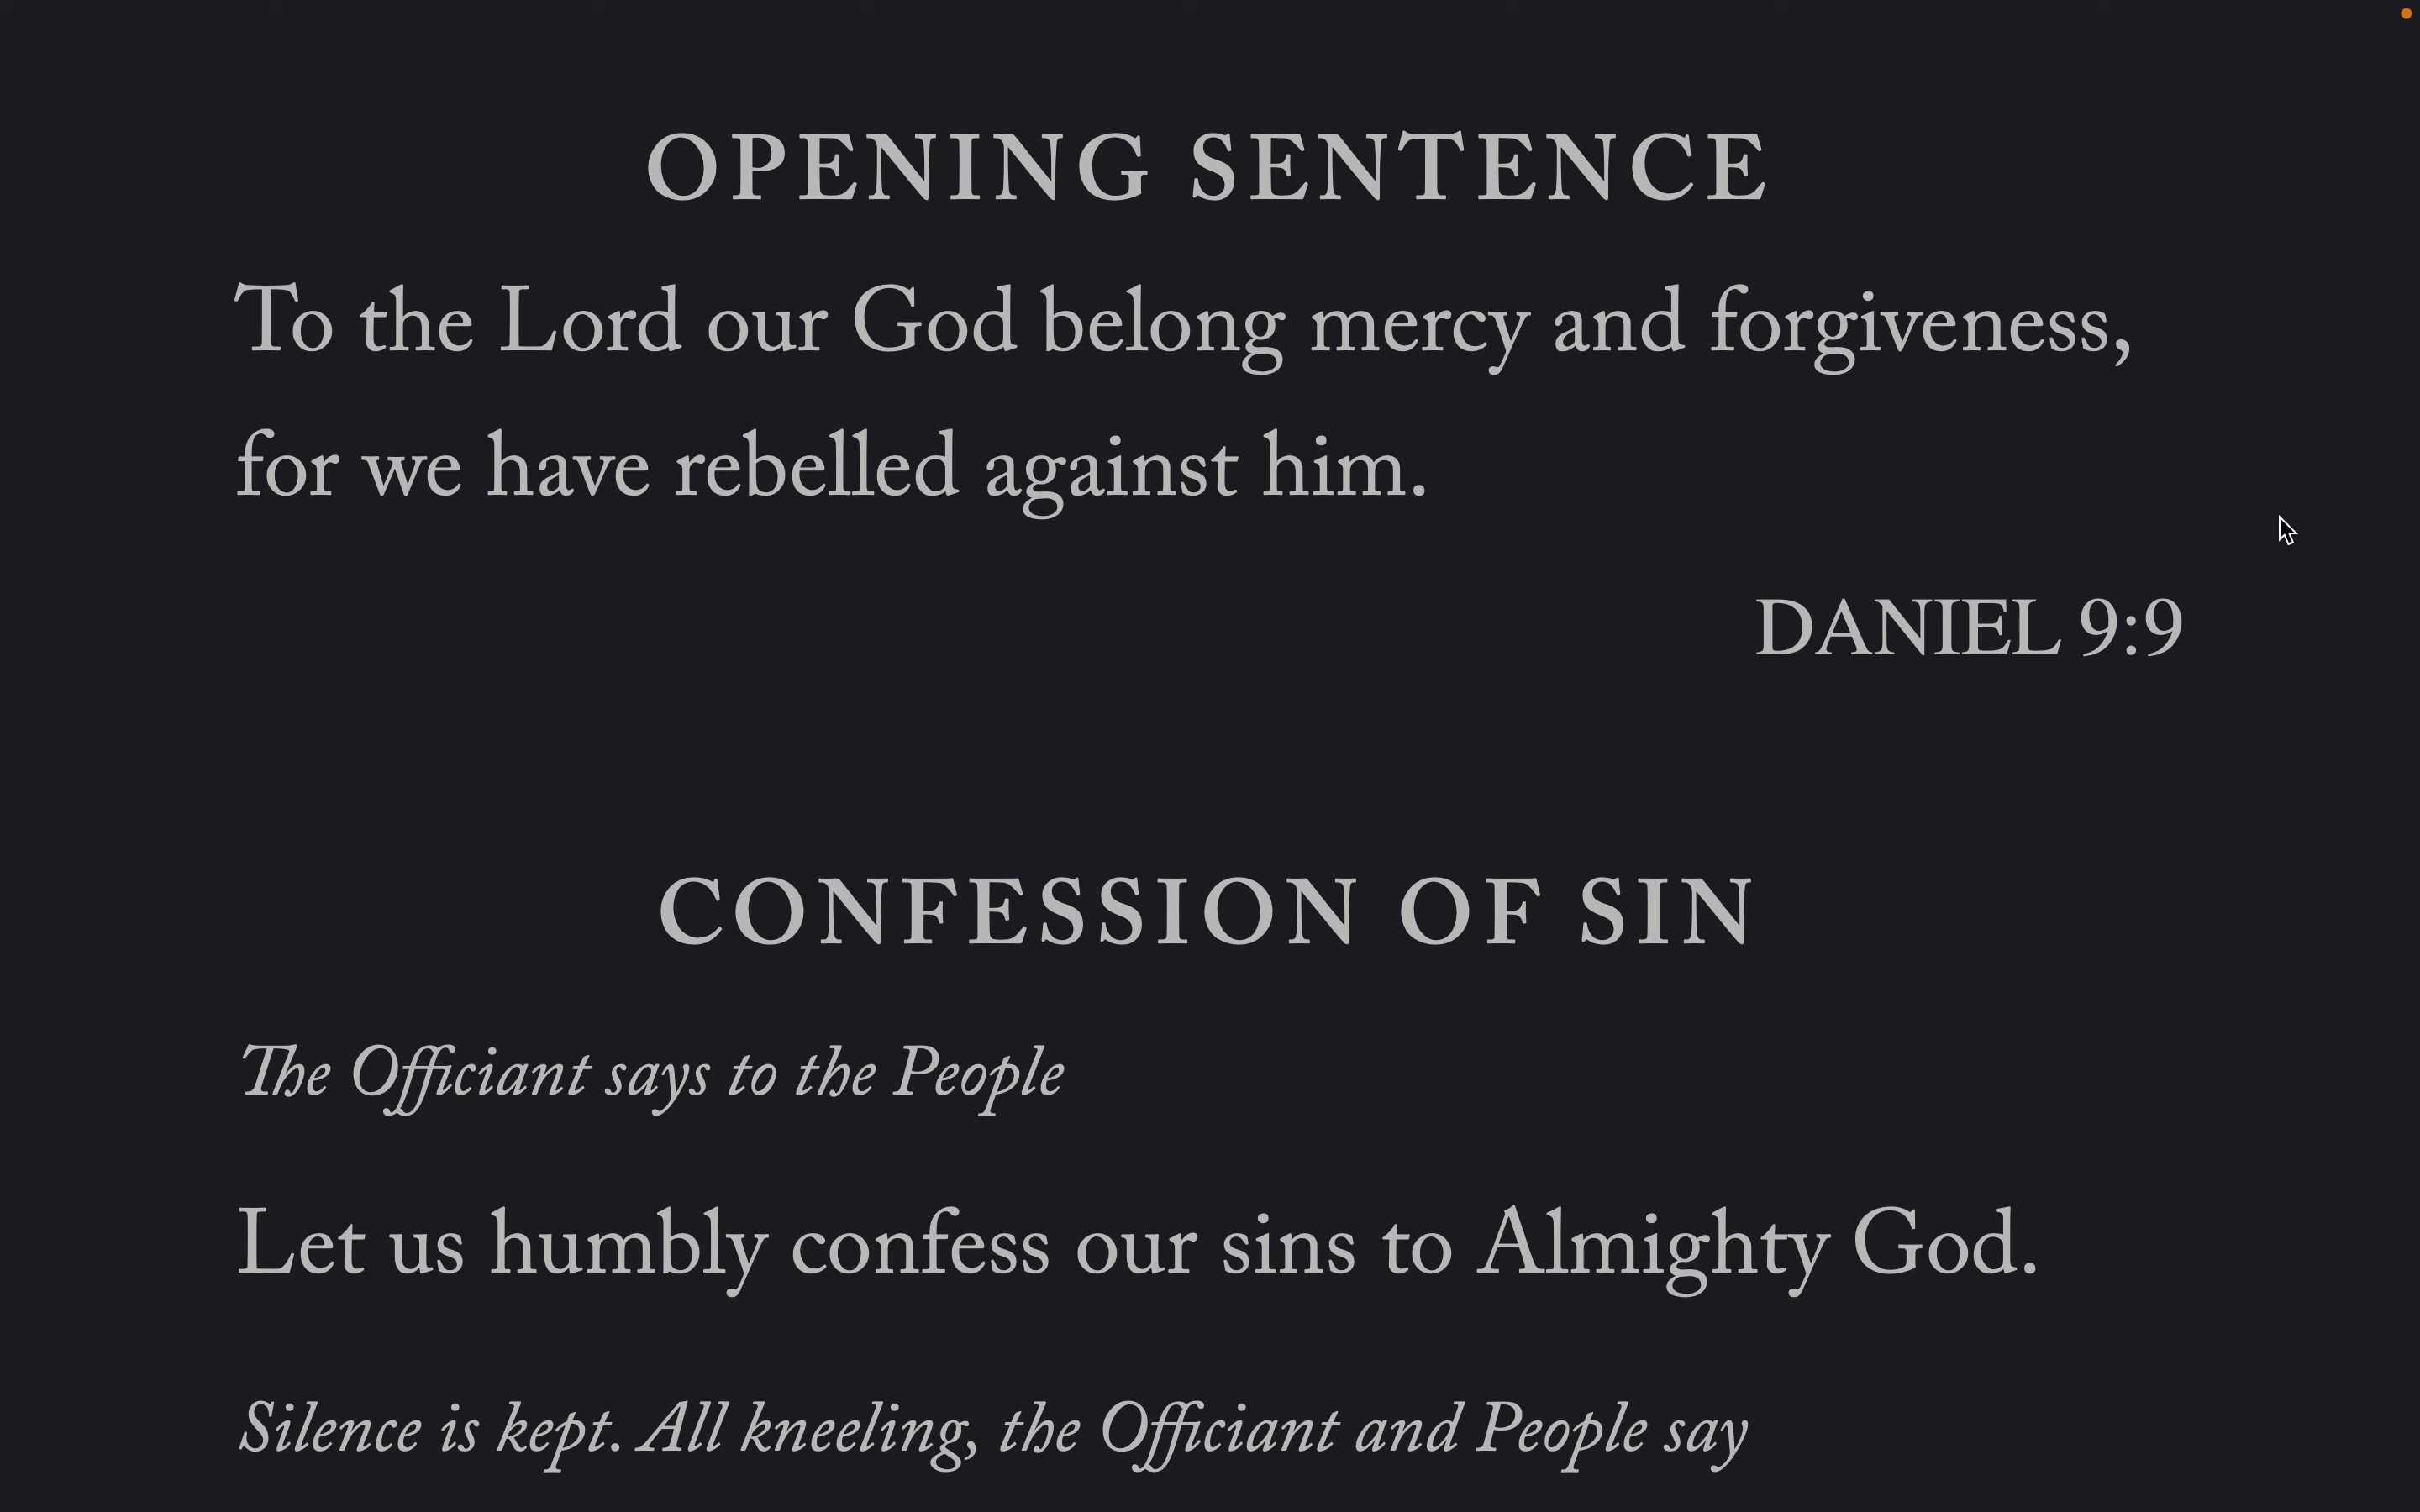 OPENING SENTENCE
To the Lord our God belong mercy and forgiveness,
for we have rebelled against him.
DANIEL 9:9
CONFESSION OF SIN
The Officiant says to the People
Let us humbly confess our sins to Almighty God.
Silence is kept. All kneeling, the Officiant and People say